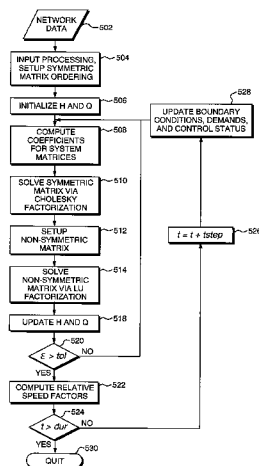 NETWORK
DATA
502
INPUT PROCESSING,
SETUP SYMMETRIC
MATRIX ORDERING
504
INITIALIZE H AND Q
506
COMPUTE
COEFFICIENTS
FOR SYSTEM
MATRICES
508
SOLVE SYMMETRIC
MATRIX VIA
CHOLESKY
FACTORIZATION
510
SETUP
NON-SYMMETRIC
MATRIX
512
SOLVE
NON-SYMMETRIC
MATRIX VIA LU
FACTORIZATION
514
UPDATE H AND Q
518
520
ε > tol
NO
YES
COMPUTE RELATIVE
SPEED FACTORS
522
524
t > dur
NO
YES
530
QUIT
528
UPDATE BOUNDARY
CONDITIONS, DEMANDS,
AND CONTROL STATUS
526
t = t + tstep